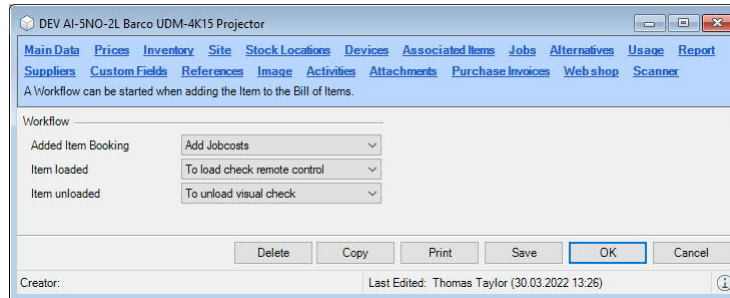 DEV AI-5NO-2L Barco UDM-4K15 Projector
Main Data Prices Inventory Site Stock Locations Devices Associated Items Jobs Alternatives Usage Report
Suppliers Custom Fields References Image Activities Attachments Purchase Invoices Web shop Scanner
A Workflow can be started when adding the Item to the Bill of Items.
Workflow
Added Item Booking Add Jobcosts
Item loaded To load check remote control
Item unloaded To unload visual check
Delete Copy Print Save OK Cancel
Creator: Last Edited: Thomas Taylor (30.03.2022 13:26)